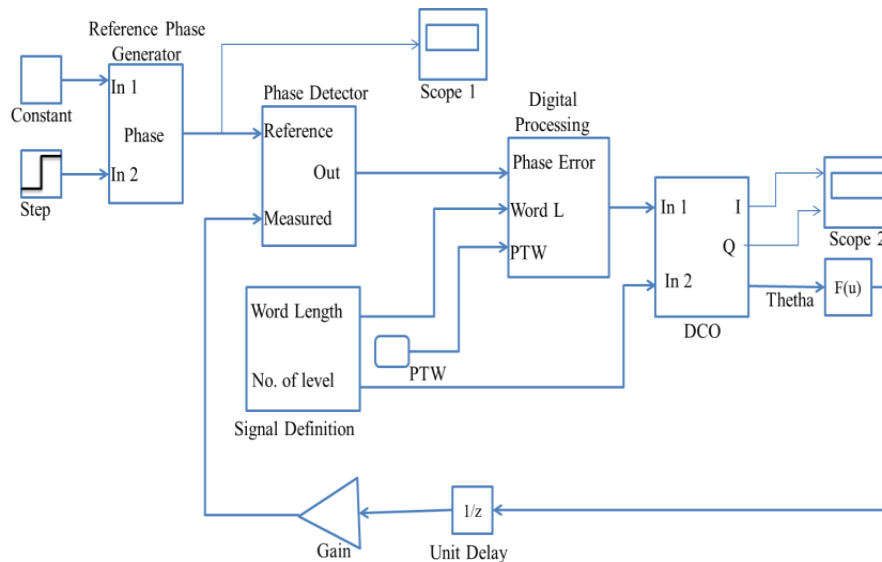 Reference Phase
Generator
In 1
Constant
Phase
In 2
Step
Scope 1
Phase Detector
Reference
Out
Measured
Digital
Processing
Phase Error
Word L
PTW
In 1
I
Q
In 2
DCO
Scope 2
Thetha
F(u)
Word Length
No. of level
Signal Definition
PTW
Gain
1/z
Unit Delay